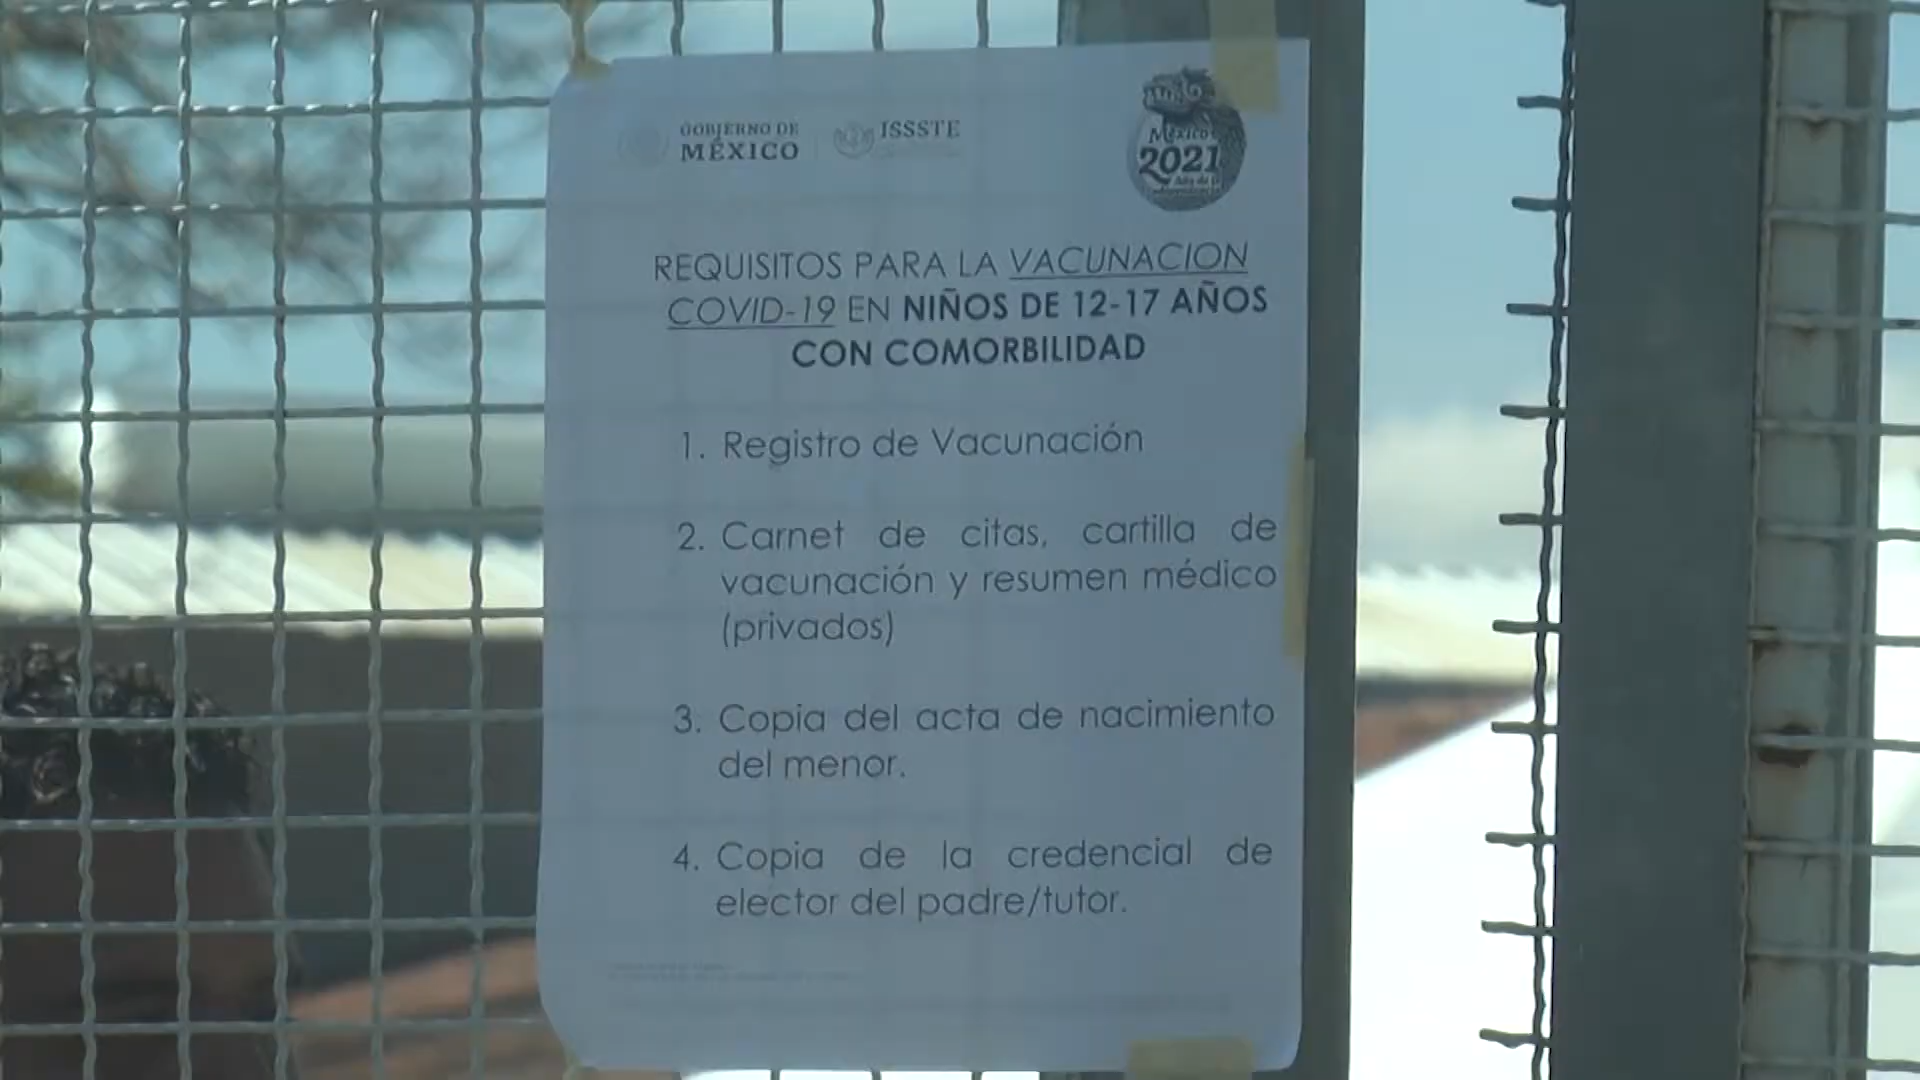 GOBIERNO DE
MÉXICO
ISSSTE
México
2021
REQUISITOS PARA LA VACUNACION
COVID-19 EN NIÑOS DE 12-17 AÑOS
CON COMORBILIDAD
1. Registro de Vacunación
2. Carnet de citas, cartilla de
vacunación y resumen médico
(privados)
3. Copia del acta de nacimiento
del menor.
4. Copia de la credencial de
elector del padre/tutor.